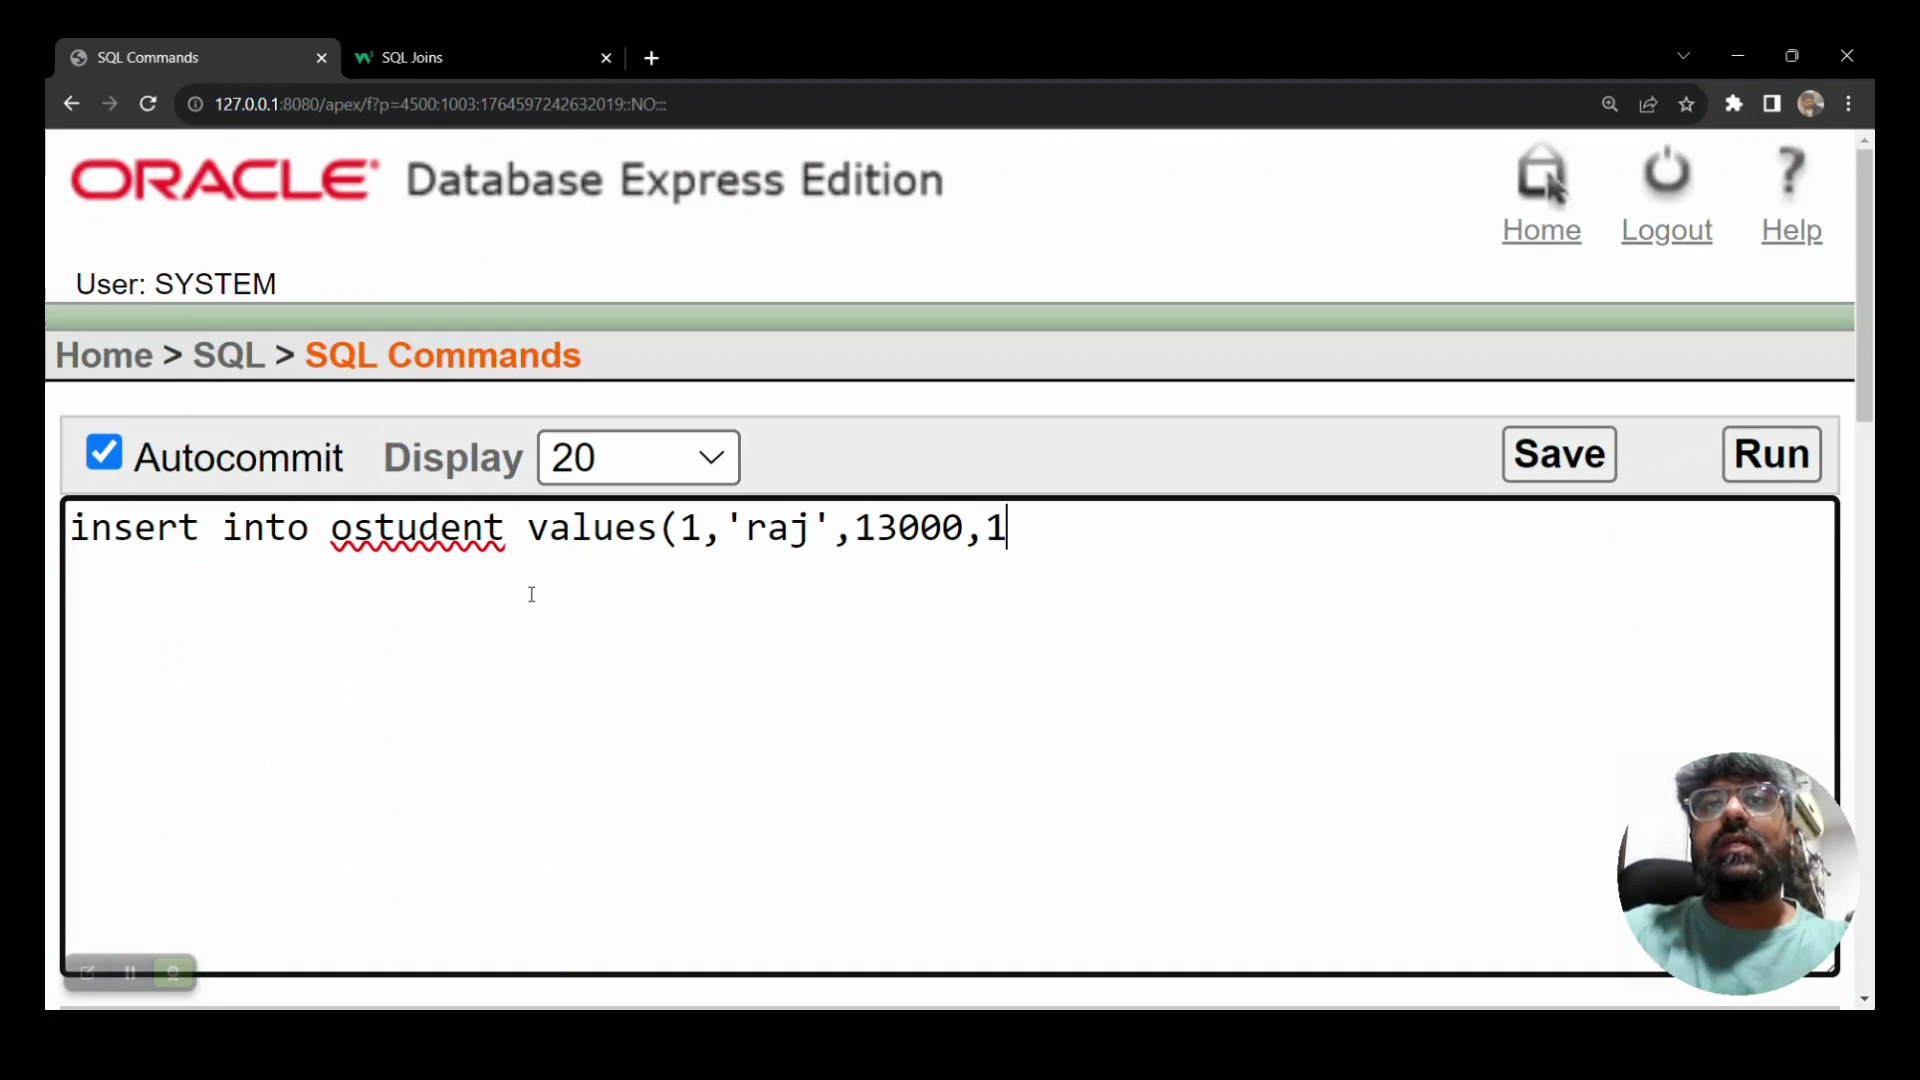 SQL Commands
SQL Joins
127.0.0.1:8080/apex/f?p=4500:1003:1764597242632019::NO:::
ORACLE Database Express Edition
Home Logout Help
User: SYSTEM
Home > SQL > SQL Commands
Autocommit Display 20 Save Run
insert into ostudent values(1,'raj',13000,1